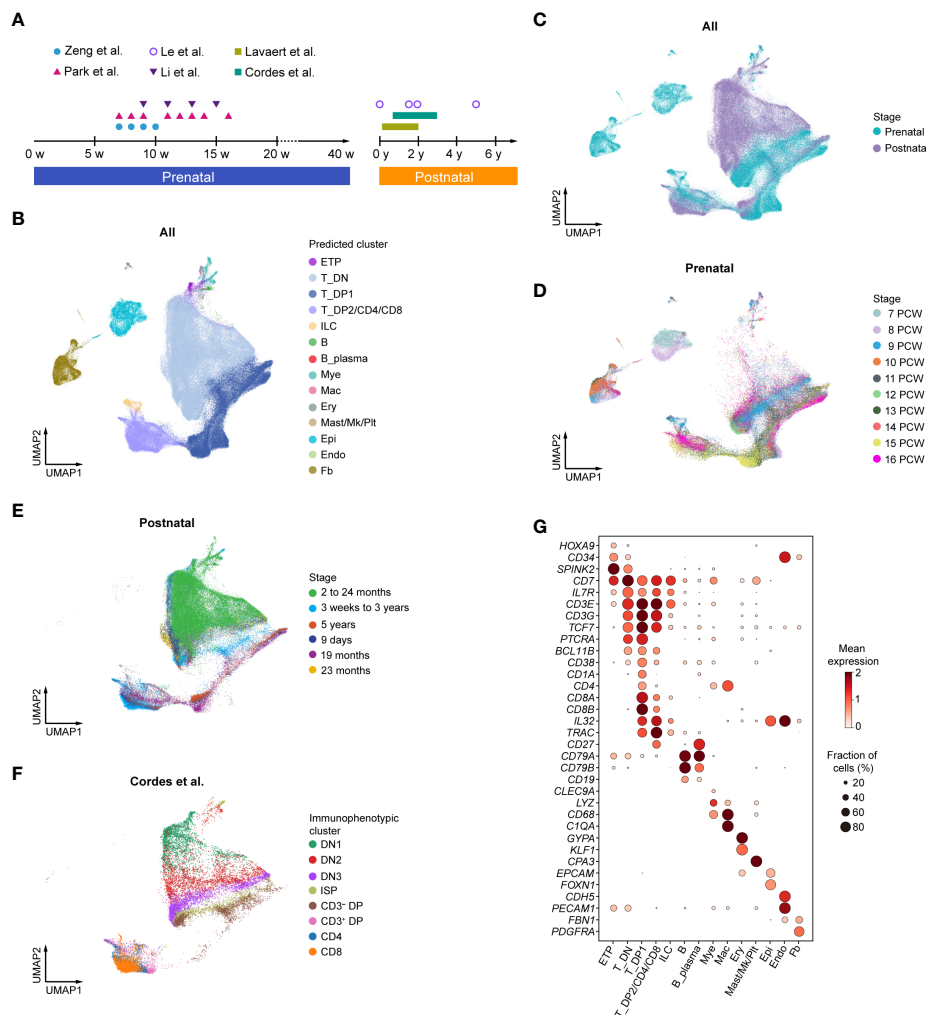 A
Zeng et al.
Le et al.
Lavaert et al.
Park et al.
Li et al.
Cordes et al.
0 w
5 w
10 w
15 w
20 w
40 w
0 y
2 y
4 y
6 y
Prenatal
Postnatal
B
All
Predicted cluster
ETP
T_DN
T_DP1
T_DP2/CD4/CD8
ILC
B
B_plasma
Mye
Mac
Ery
Mast/Mk/Plt
Epi
Endo
Fb
UMAP2
UMAP1
C
All
Stage
Prenatal
Postnata
UMAP2
UMAP1
D
Prenatal
Stage
7 PCW
8 PCW
9 PCW
10 PCW
11 PCW
12 PCW
13 PCW
14 PCW
15 PCW
16 PCW
UMAP2
UMAP1
E
Postnatal
Stage
2 to 24 months
3 weeks to 3 years
5 years
9 days
19 months
23 months
UMAP2
UMAP1
F
Cordes et al.
Immunophenotypic
cluster
DN1
DN2
DN3
ISP
CD3⁻ DP
CD3⁺ DP
CD4
CD8
UMAP2
UMAP1
G
HOXA9
CD34
SPINK2
CD7
IL7R
CD3E
CD3G
TCF7
PTCRA
BCL11B
CD38
CD1A
CD4
CD8A
CD8B
IL32
TRAC
CD27
CD79A
CD79B
CD19
CLEC9A
LYZ
CD68
C1QA
GYPA
KLF1
CPA3
EPCAM
FOXN1
CDH5
PECAM1
FBN1
PDGFRA
ETP
T_DN
T_DP1
T_DP2/CD4/CD8
ILC
B
B_plasma
Mye
Mac
Ery
Mast/Mk/Plt
Epi
Endo
Fb
Mean
expression
2
1
0
Fraction of
cells (%)
20
40
60
80